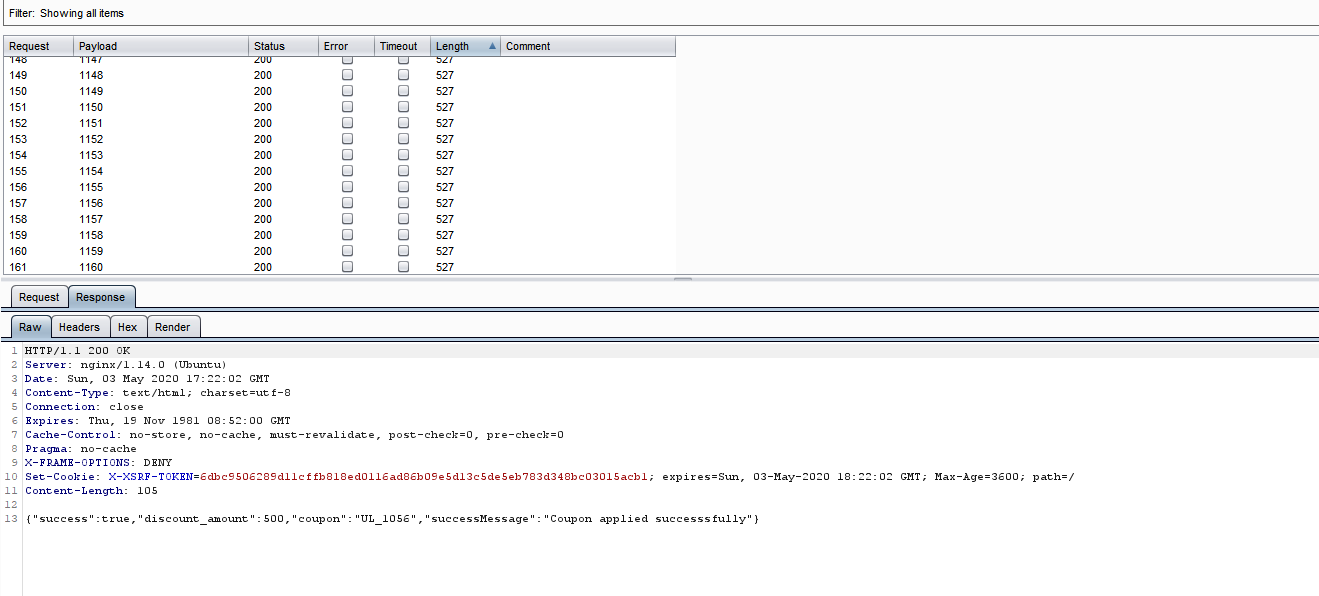 Filter: Showing all items
Request Payload Status Error Timeout Length Comment
148 1147 200 527
149 1148 200 527
150 1149 200 527
151 1150 200 527
152 1151 200 527
153 1152 200 527
154 1153 200 527
155 1154 200 527
156 1155 200 527
157 1156 200 527
158 1157 200 527
159 1158 200 527
160 1159 200 527
161 1160 200 527
Request Response
Raw Headers Hex Render
1 HTTP/1.1 200 OK
2 Server: nginx/1.14.0 (Ubuntu)
3 Date: Sun, 03 May 2020 17:22:02 GMT
4 Content-Type: text/html; charset=utf-8
5 Connection: close
6 Expires: Thu, 19 Nov 1981 08:52:00 GMT
7 Cache-Control: no-store, no-cache, must-revalidate, post-check=0, pre-check=0
8 Pragma: no-cache
9 X-FRAME-OPTIONS: DENY
10 Set-Cookie: X-XSRF-TOKEN=6dbc9506289d11cffb818ed0116ad86b09e5d13c5de5eb783d348bc03015acb1; expires=Sun, 03-May-2020 18:22:02 GMT; Max-Age=3600; path=/
11 Content-Length: 105
12
13 {"success":true,"discount_amount":500,"coupon":"UL_1056","successMessage":"Coupon applied successsfully"}